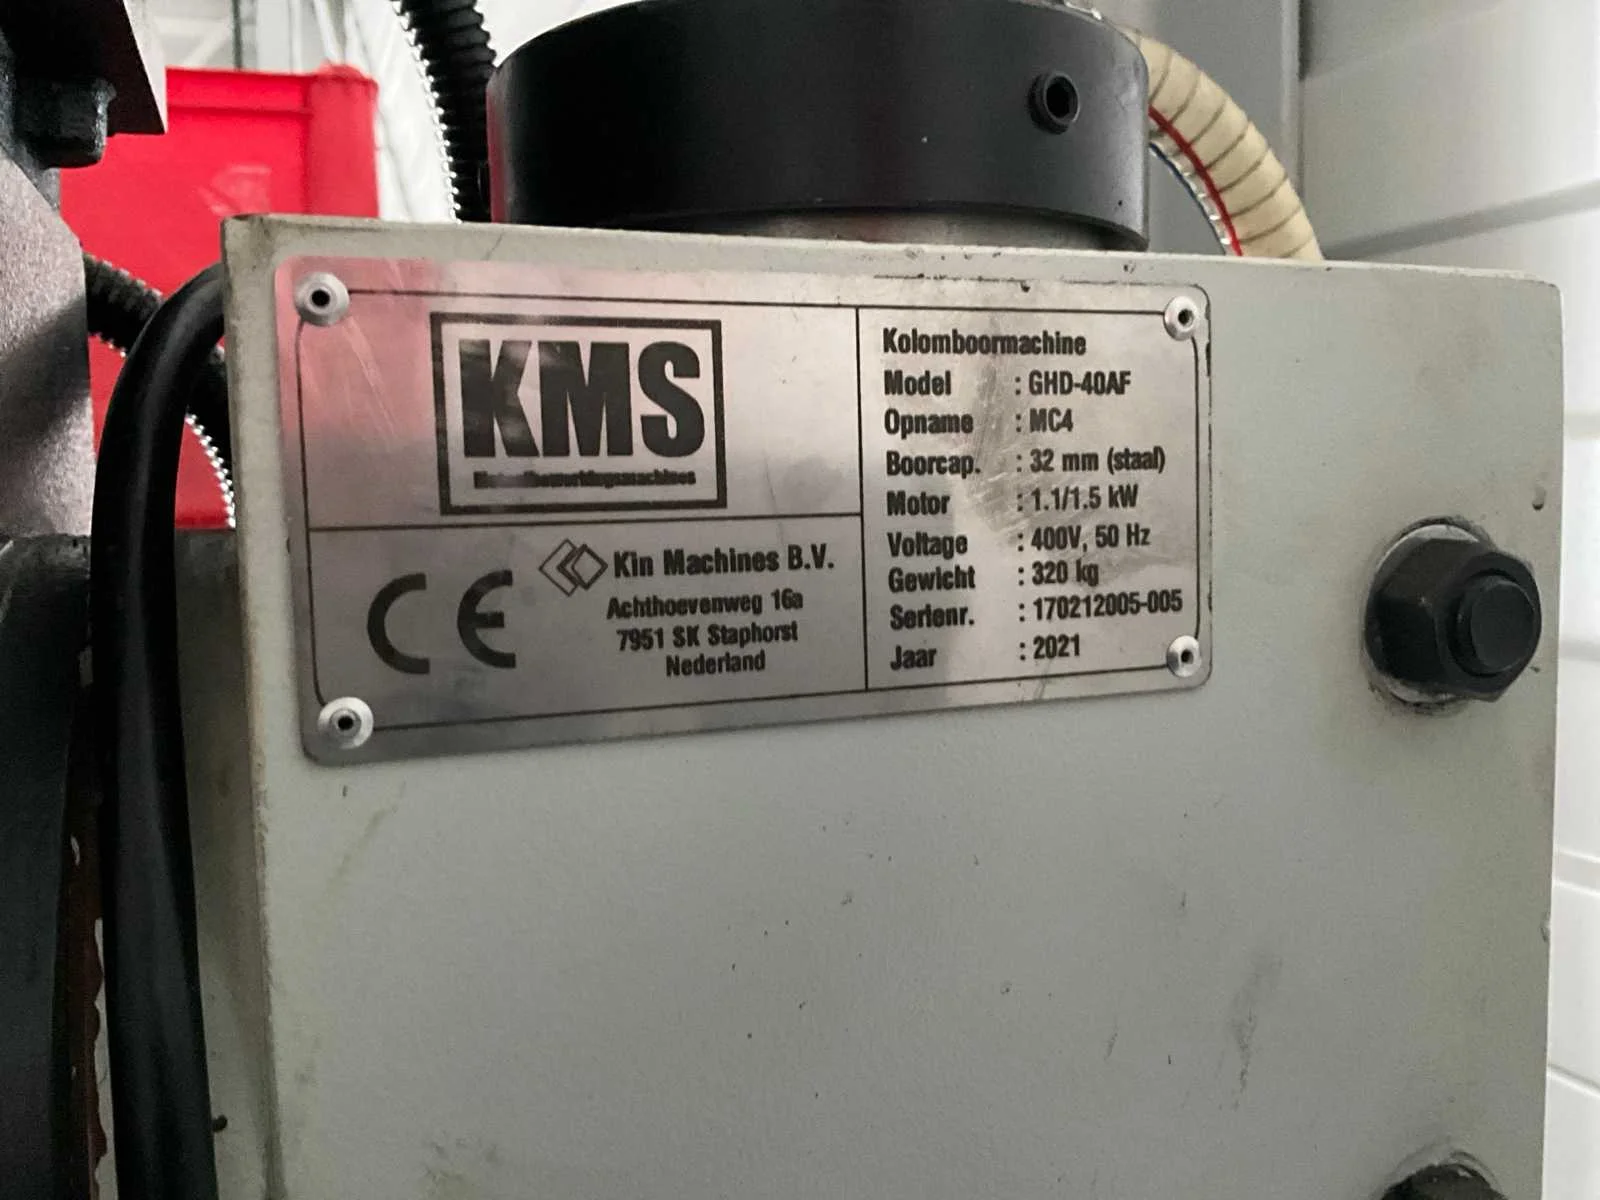 KMS
Metaalbewerkingsmachines
CE
Kin Machines B.V.
Achthoevenweg 16a
7951 SK Staphorst
Nederland
Kolomboormachine
Model : GHD-40AF
Opname : MC4
Boorcap. : 32 mm (staal)
Motor : 1.1/1.5 kW
Voltage : 400V, 50 Hz
Gewicht : 320 kg
Serienr. : 170212005-005
Jaar : 2021